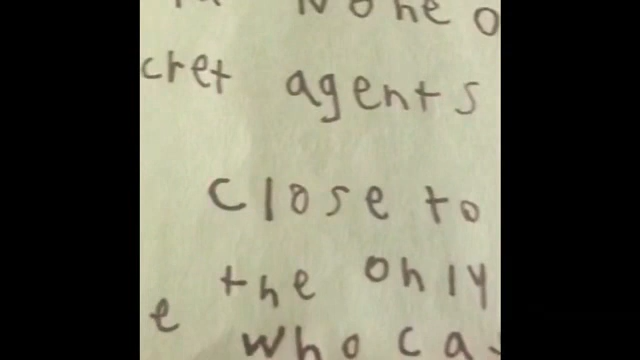 None o
cret agents
close to
the only
e who ca